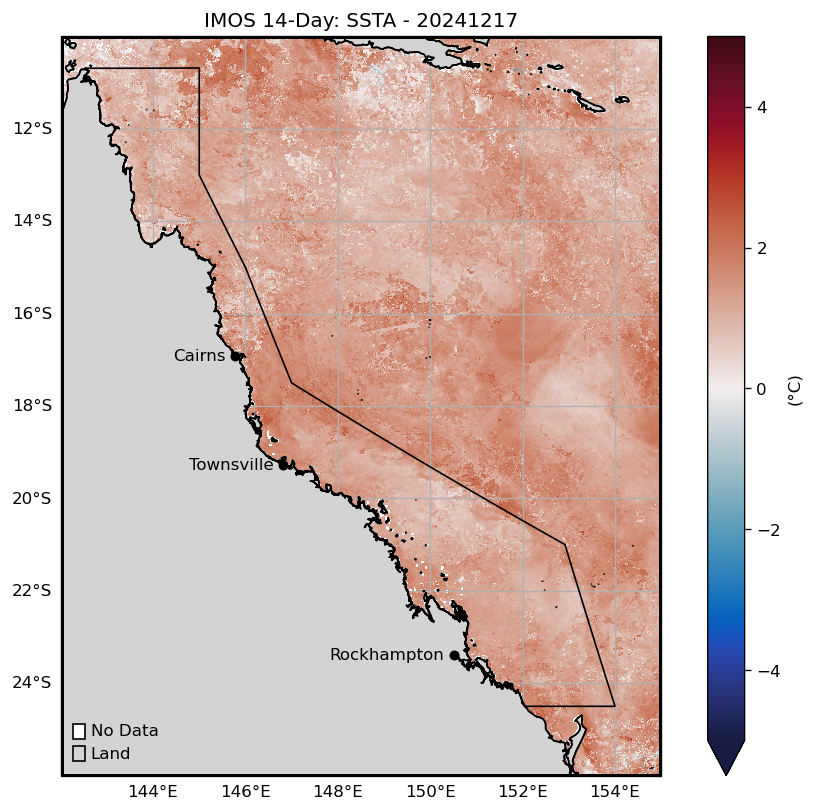 IMOS 14-Day: SSTA - 20241217
12°S
14°S
16°S
18°S
20°S
22°S
24°S
Cairns
Townsville
Rockhampton
No Data
Land
144°E 146°E 148°E 150°E 152°E 154°E
4
2
0
−2
−4
(°C)